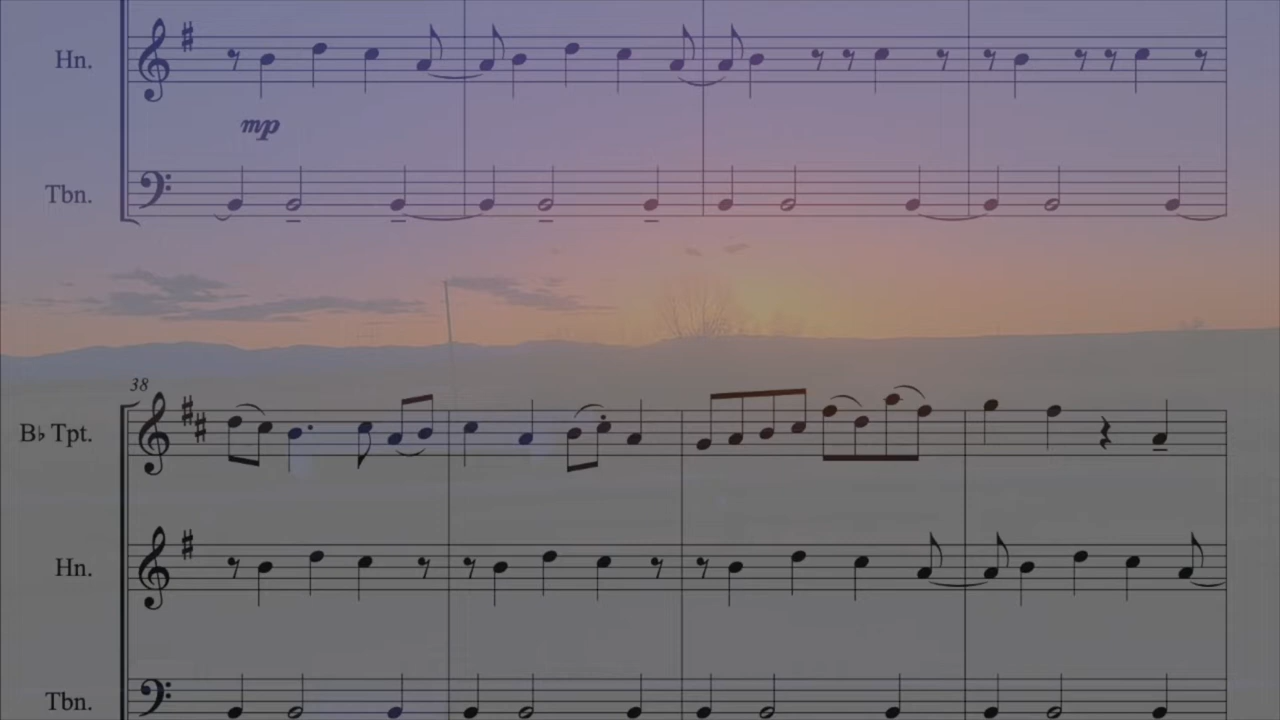 Hn.
mp
Tbn.
38
B♭ Tpt.
Hn.
Tbn.